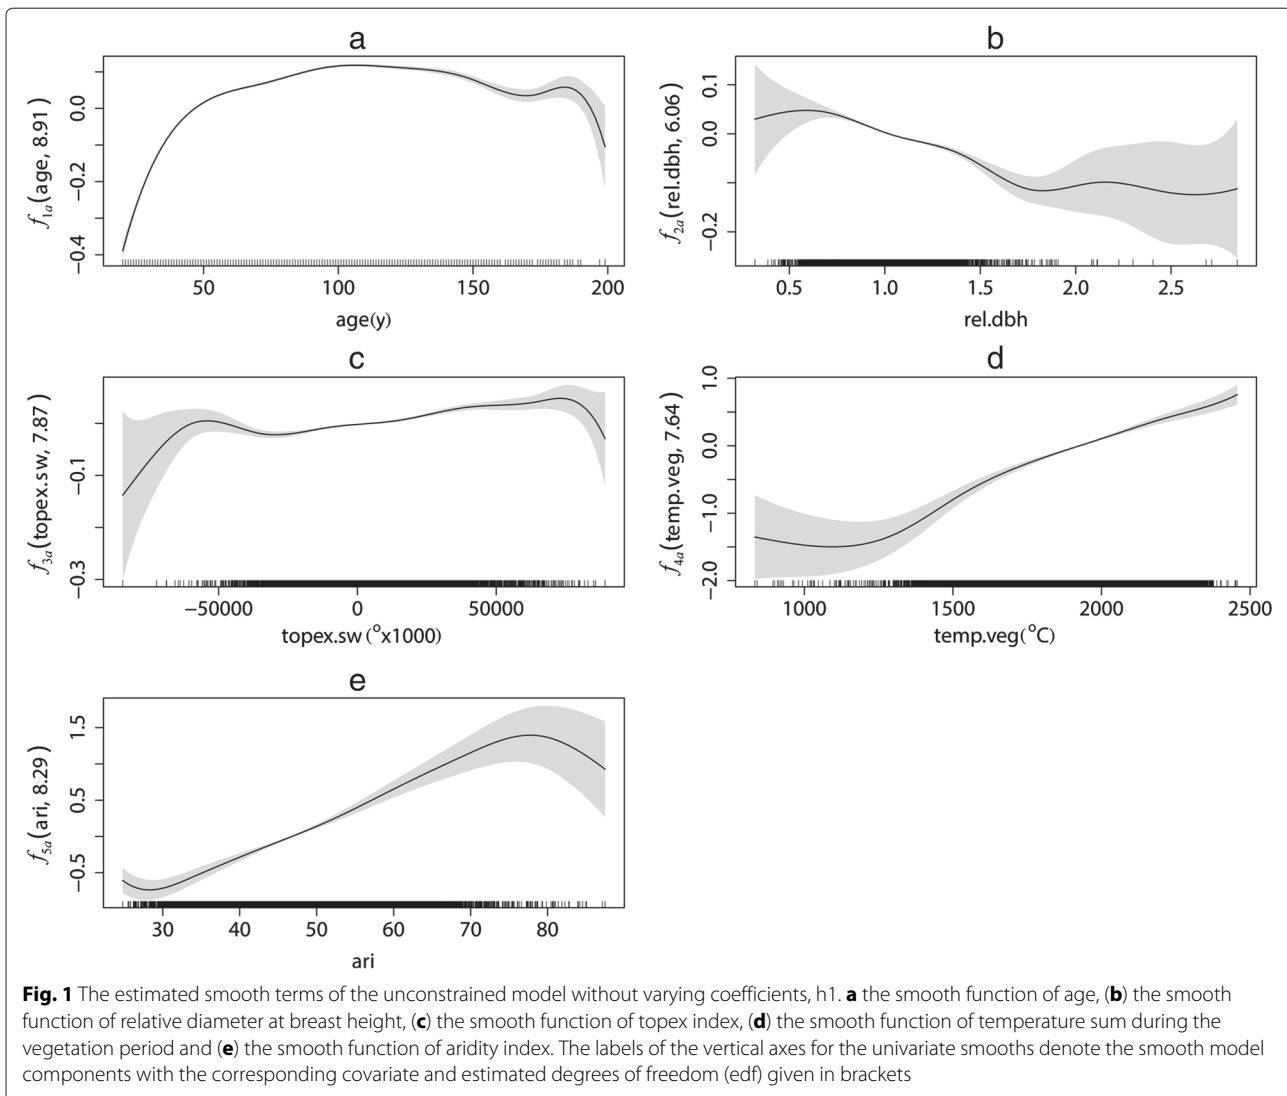 a
f1a(age, 8.91)
0.0
−0.2
−0.4
50
100
150
200
age(y)
b
f2a(rel.dbh, 6.06)
0.1
0.0
−0.2
0.5
1.0
1.5
2.0
2.5
rel.dbh
c
f3a(topex.sw, 7.87)
−0.1
−0.3
−50000
0
50000
topex.sw (°x1000)
d
f4a(temp.veg, 7.64)
1.0
0.0
−1.0
−2.0
1000
1500
2000
2500
temp.veg(°C)
e
f5a(ari, 8.29)
1.5
0.5
−0.5
30
40
50
60
70
80
ari
Fig. 1 The estimated smooth terms of the unconstrained model without varying coefficients, h1. a the smooth function of age, (b) the smooth
function of relative diameter at breast height, (c) the smooth function of topex index, (d) the smooth function of temperature sum during the
vegetation period and (e) the smooth function of aridity index. The labels of the vertical axes for the univariate smooths denote the smooth model
components with the corresponding covariate and estimated degrees of freedom (edf) given in brackets